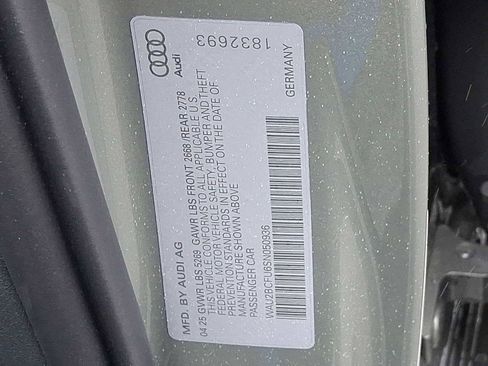 Audi
1832693
MFD. BY AUDI AG
04.25 GVWR LBS 5269 GAWR LBS FRONT 2668/REAR 2778
THIS VEHICLE CONFORMS TO ALL APPLICABLE U.S.
FEDERAL MOTOR VEHICLE SAFETY, BUMPER AND THEFT
PREVENTION STANDARDS IN EFFECT ON THE DATE OF
MANUFACTURE SHOWN ABOVE
PASSENGER CAR
WAU2BCFU6SN050936
GERMANY